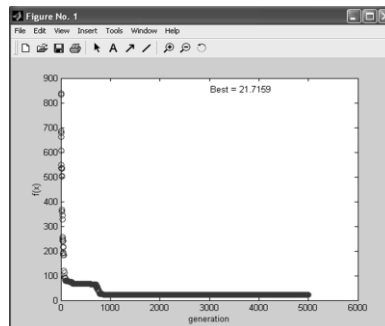 Figure No. 1
File Edit View Insert Tools Window Help
A
Best = 21.7159
900
800
700
600
500
400
300
200
100
0
f(x)
0 1000 2000 3000 4000 5000 6000
generation